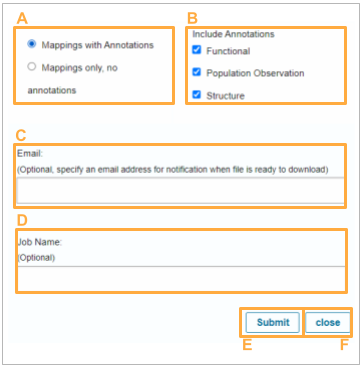 A
B
Mappings with Annotations
Mappings only, no
annotations
Include Annotations
Functional
Population Observation
Structure
C
Email:
(Optional, specify an email address for notification when file is ready to download)
D
Job Name:
(Optional)
Submit
close
E
F